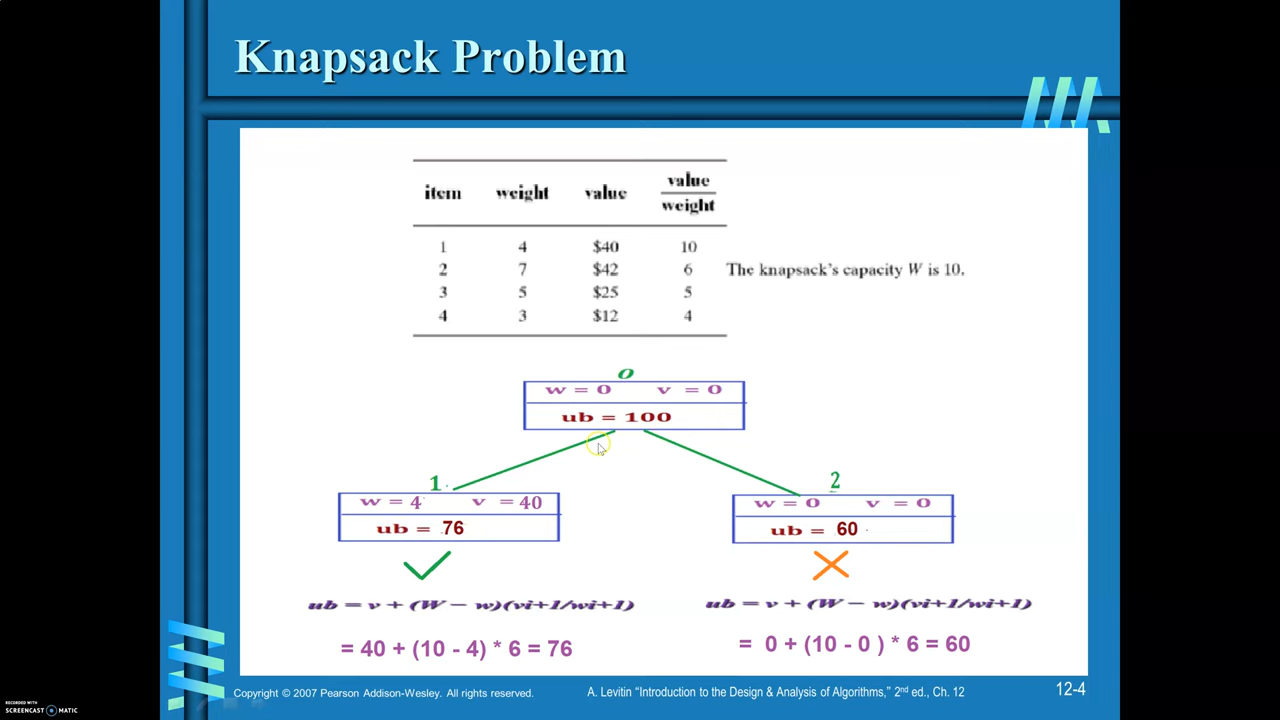 Knapsack Problem
item weight value value/weight
1 4 $40 10
2 7 $42 6
3 5 $25 5
4 3 $12 4
The knapsack's capacity W is 10.
0
w = 0 v = 0
ub = 100
1
w = 4 v = 40
ub = 76
2
w = 0 v = 0
ub = 60
ub = v + (W – w)(vi+1/wi+1)
= 40 + (10 - 4) * 6 = 76
ub = v + (W – w)(vi+1/wi+1)
= 0 + (10 - 0 ) * 6 = 60
Copyright © 2007 Pearson Addison-Wesley. All rights reserved.
A. Levitin “Introduction to the Design & Analysis of Algorithms,” 2nd ed., Ch. 12
12-4
RECORDED WITH
SCREENCAST MATIC